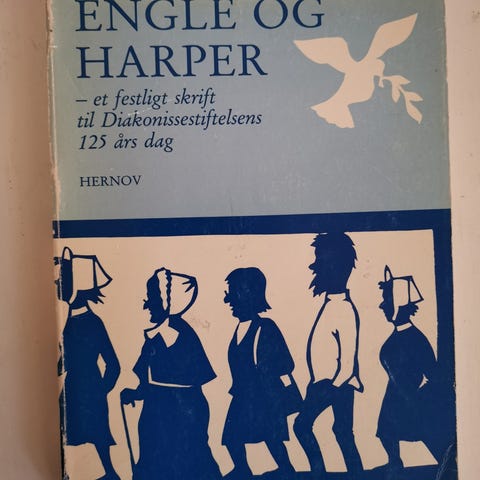 ENGLE OG
HARPER
– et festligt skrift
til Diakonissestiftelsens
125 års dag
HERNOV